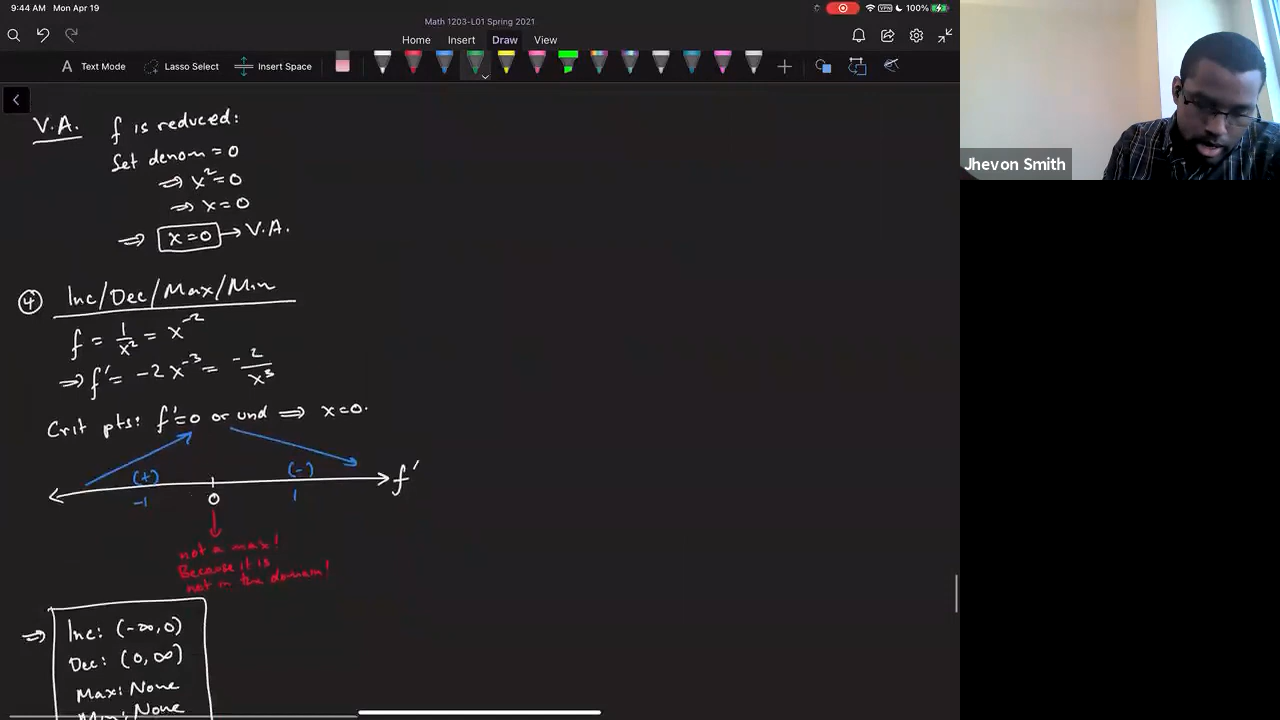 9:44 AM Mon Apr 19
VPN 100%
Math 1203-L01 Spring 2021
Home Insert Draw View
Text Mode Lasso Select Insert Space
V.A. f is reduced:
Set denom = 0
⇒ x² = 0
⇒ x = 0
⇒ x = 0 → V.A.
④ Inc/Dec/Max/Min
f = 1/x² = x⁻²
⇒ f' = -2x⁻³ = -2/x³
Crit pts: f' = 0 or und ⇒ x = 0.
(+) (-) f'
-1 0 1
not a max!
Because it is
not in the domain!
⇒ Inc: (-∞, 0)
Dec: (0, ∞)
Max: None
Min: None
Jhevon Smith